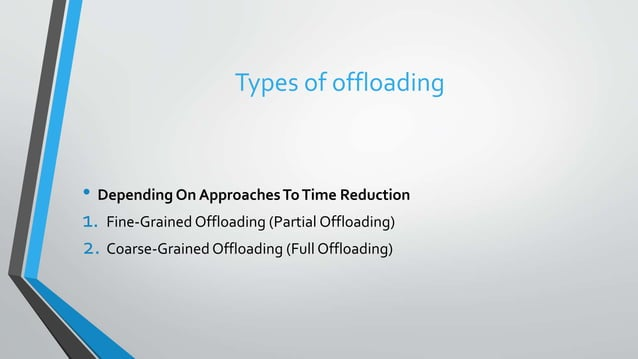 Types of offloading
• Depending On Approaches To Time Reduction
1. Fine-Grained Offloading (Partial Offloading)
2. Coarse-Grained Offloading (Full Offloading)